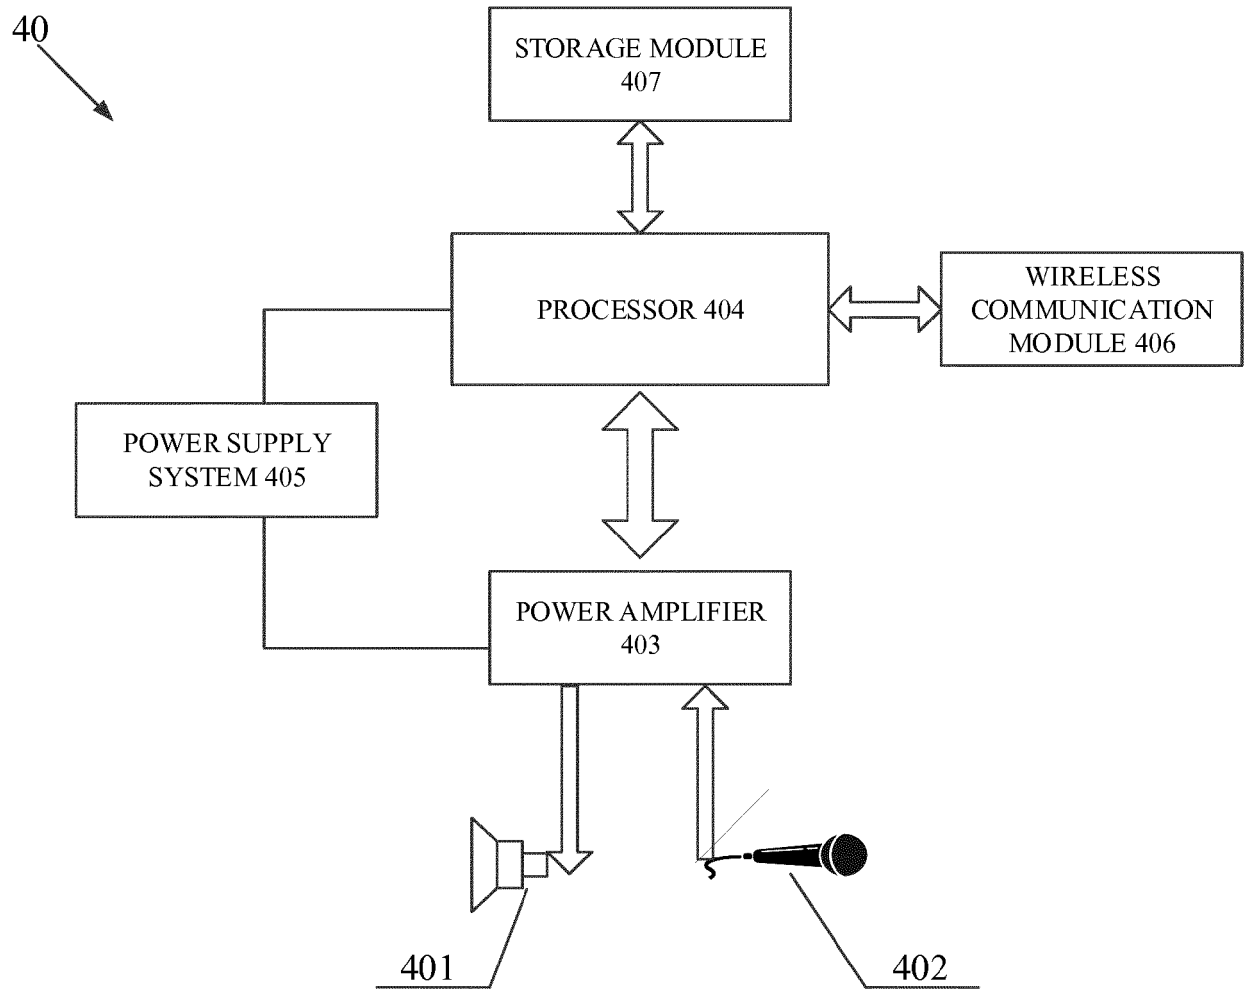 40
STORAGE MODULE
407
PROCESSOR 404
WIRELESS
COMMUNICATION
MODULE 406
POWER SUPPLY
SYSTEM 405
POWER AMPLIFIER
403
401
402